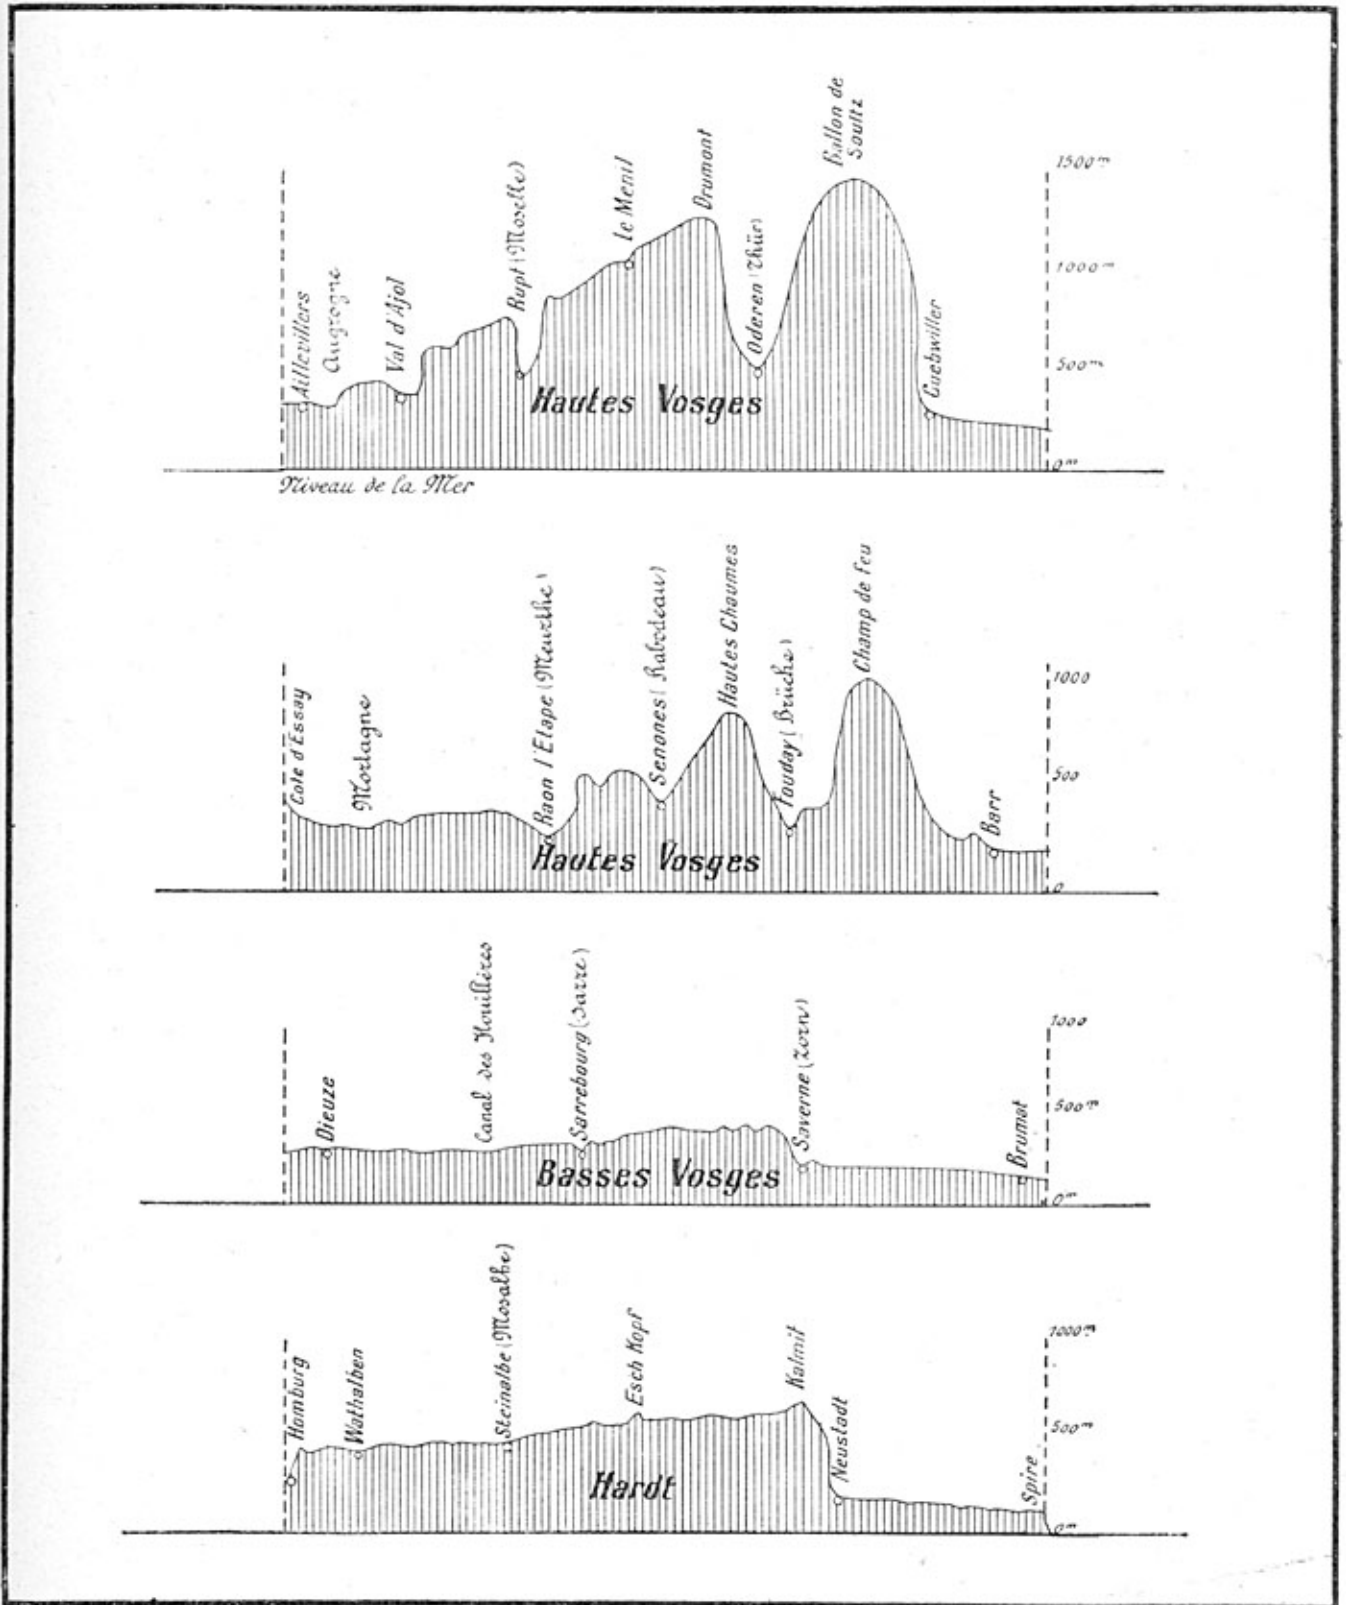 Aillevillers
Augrogne
Val d'Ajol
Rupt (Moselle)
Le Menil
Drumont
Oderen (Thür)
Ballon de
Soultz
Guebwiller
1500m
1000m
500m
0m
Hautes Vosges
Niveau de la Mer
Cote d'Essay
Mortagne
Raon l'Etape (Meurthe)
Senones (Rabodeau)
Hautes Chaumes
Fouday (Brüche)
Champ de Feu
Barr
1000
500
0
Hautes Vosges
Dieuze
Canal des Houillères
Sarrebourg (Sarre)
Saverne (Zorn)
Brumat
1000
500m
0m
Basses Vosges
Homburg
Wathalben
Steinalbe (Mosalbe)
Esch Kopf
Kalmit
Neustadt
Spire
1000m
500m
0m
Hardt